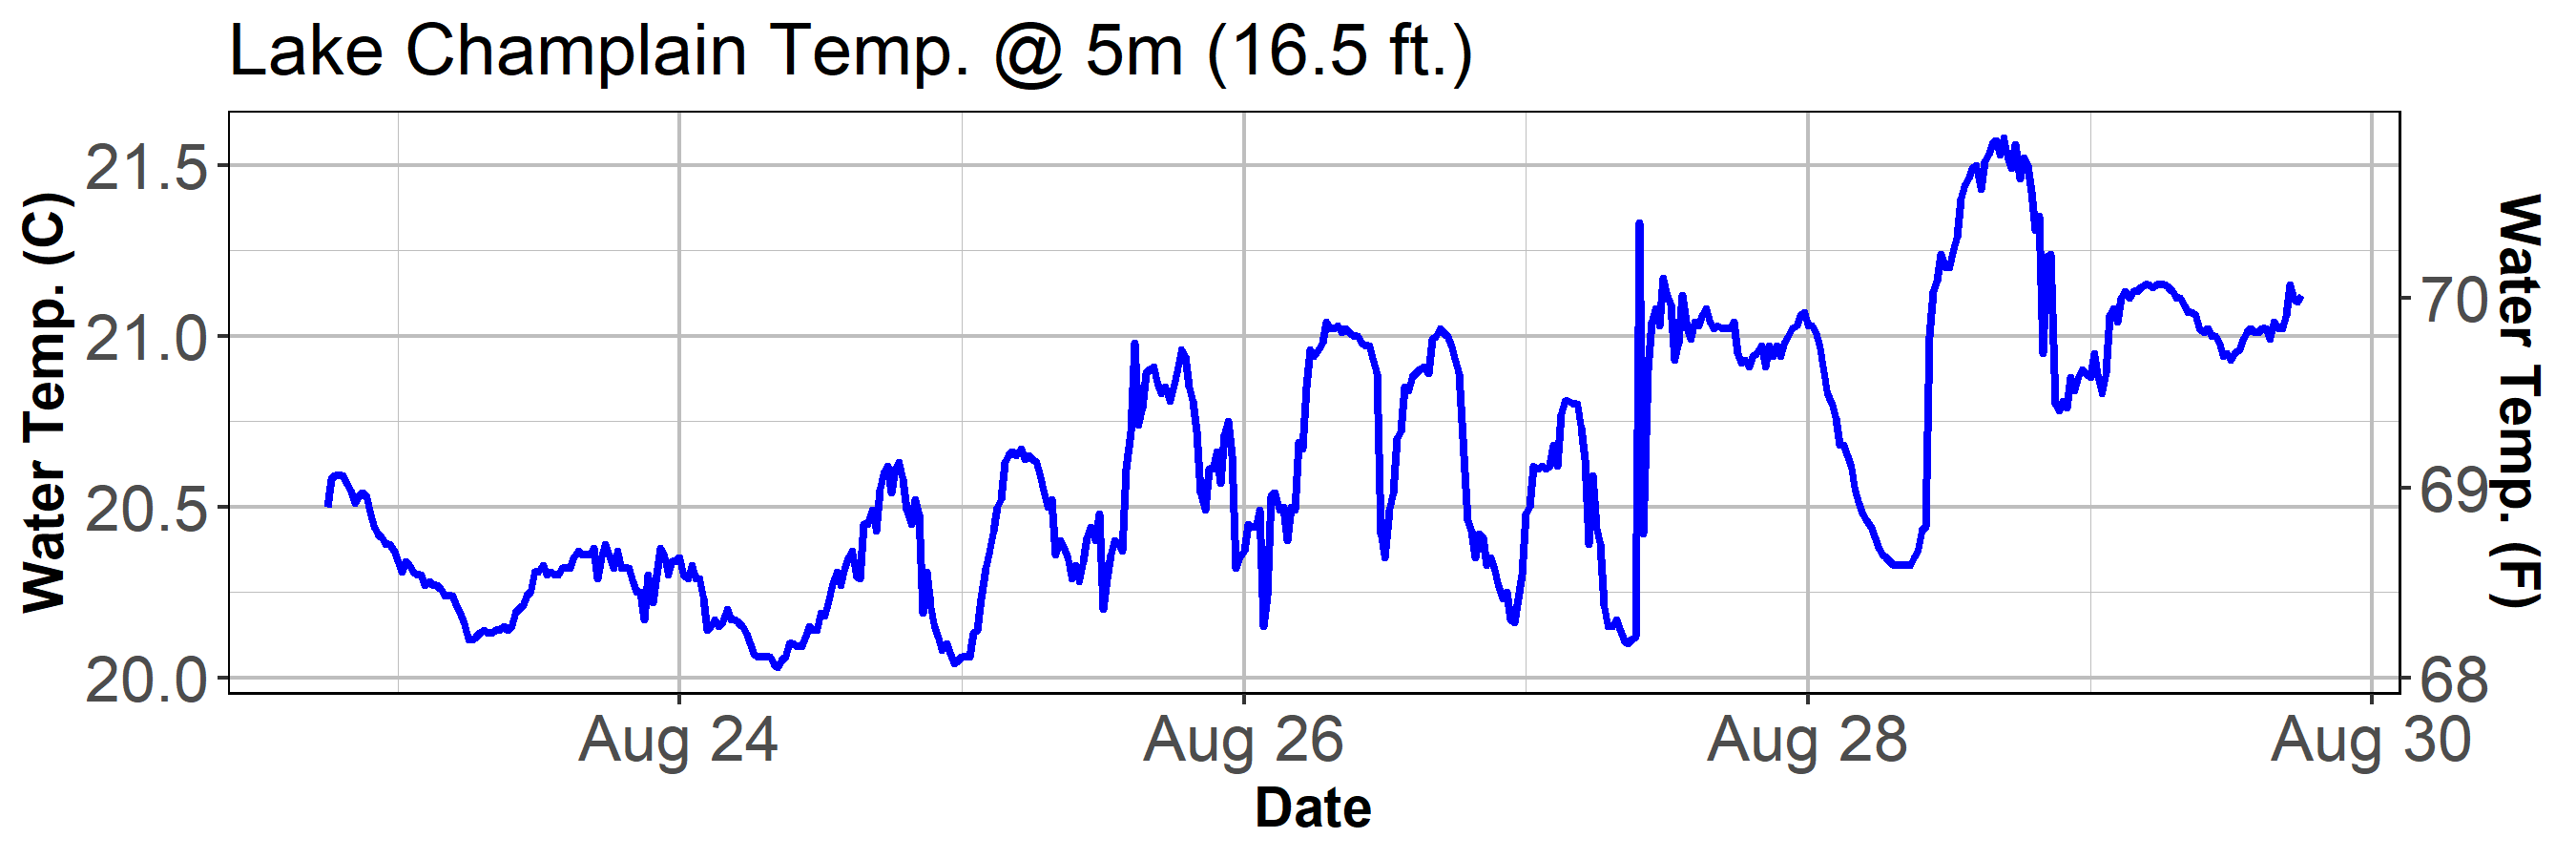 Lake Champlain Temp. @ 5m (16.5 ft.)
Water Temp. (C)
21.5
21.0
20.5
20.0
70
69
68
Water Temp. (F)
Aug 24
Aug 26
Aug 28
Aug 30
Date